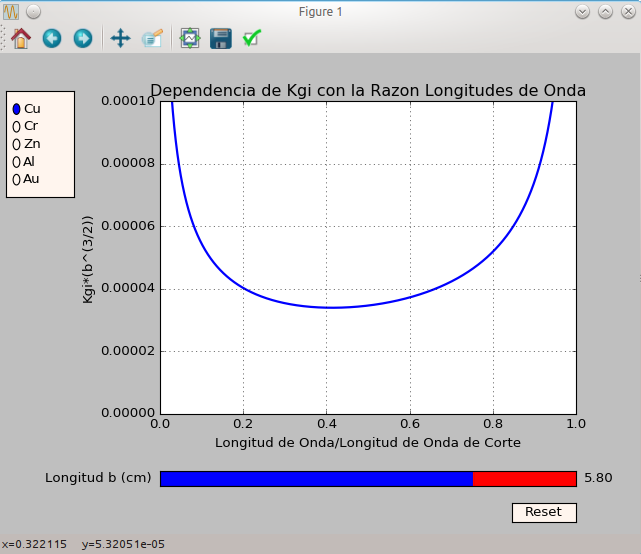 Figure 1
Dependencia de Kgi con la Razon Longitudes de Onda
Cu
Cr
Zn
Al
Au
Kgi*(b^(3/2))
0.00010
0.00008
0.00006
0.00004
0.00002
0.00000
0.0 0.2 0.4 0.6 0.8 1.0
Longitud de Onda/Longitud de Onda de Corte
Longitud b (cm) 5.80
Reset
x=0.322115 y=5.32051e-05